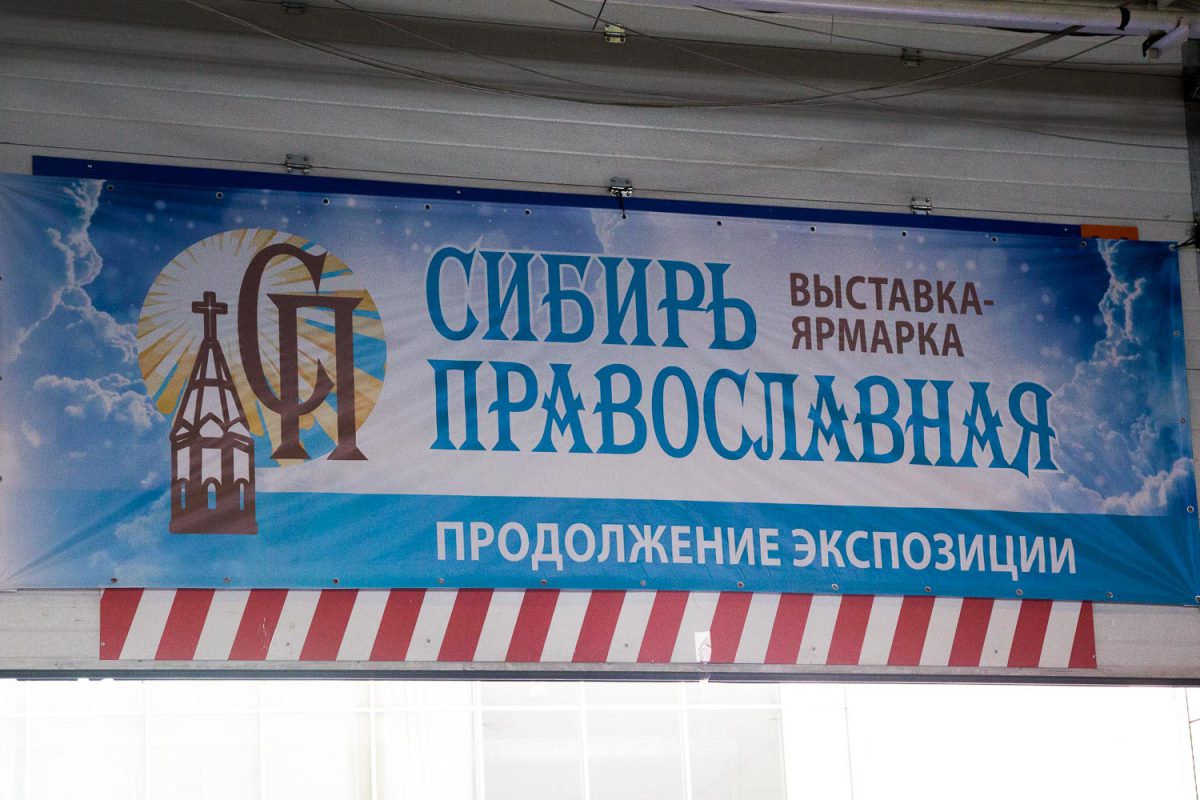 СП
СИБИРЬ
ВЫСТАВКА-
ЯРМАРКА
ПРАВОСЛАВНАЯ
ПРОДОЛЖЕНИЕ ЭКСПОЗИЦИИ